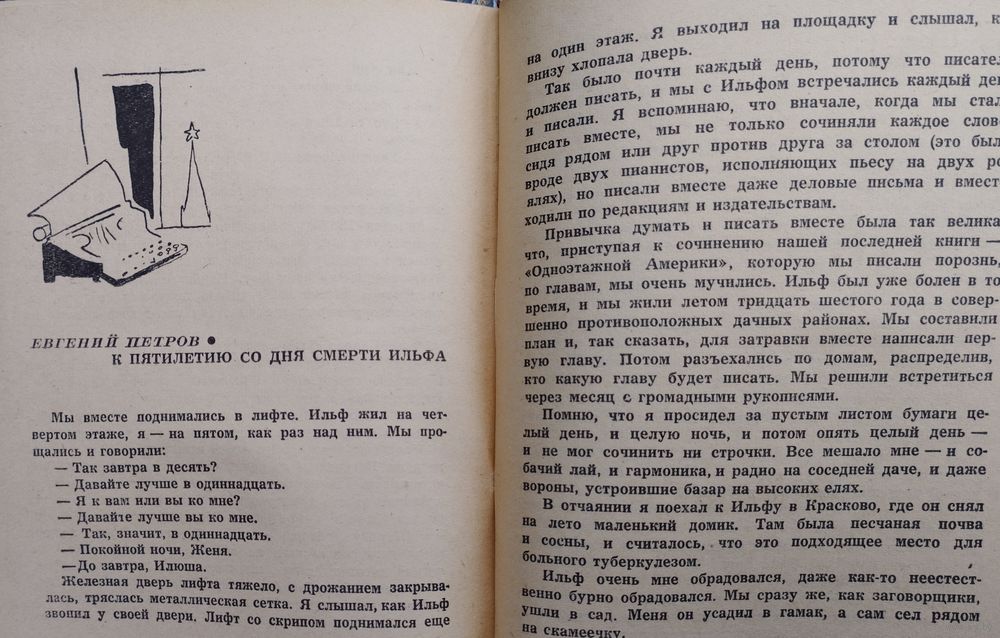 ЕВГЕНИЙ ПЕТРОВ ●
К ПЯТИЛЕТИЮ СО ДНЯ СМЕРТИ ИЛЬФА
Мы вместе поднимались в лифте. Ильф жил на чет-
вертом этаже, я — на пятом, как раз над ним. Мы про-
щались и говорили:
— Так завтра в десять?
— Давайте лучше в одиннадцать.
— Я к вам или вы ко мне?
— Давайте лучше вы ко мне.
— Так, значит, в одиннадцать.
— Покойной ночи, Женя.
— До завтра, Илюша.
Железная дверь лифта тяжело, с дрожанием закрыва-
лась, тряслась металлическая сетка. Я слышал, как Ильф
звонил у своей двери. Лифт со скрипом поднимался еще
на один этаж. Я выходил на площадку и слышал,
внизу хлопала дверь.
Так было почти каждый день, потому что
должен писать, и мы с Ильфом встречались каждый
и писали. Я вспоминаю, что вначале, когда мы
писать вместе, мы не только сочиняли каждое
сидя рядом или друг против друга за столом (это
вроде двух пианистов, исполняющих пьесу на двух
ялях), но писали вместе даже деловые письма и
ходили по редакциям и издательствам.
Привычка думать и писать вместе была так велика,
что, приступая к сочинению нашей последней книги —
«Одноэтажной Америки», которую мы писали порознь,
по главам, мы очень мучились. Ильф был уже болен в то
время, и мы жили летом тридцать шестого года в совер-
шенно противоположных дачных районах. Мы составили
план и, так сказать, для затравки вместе написали пер-
вую главу. Потом разъехались по домам, распределив,
кто какую главу будет писать. Мы решили встретиться
через месяц с громадными рукописями.
Помню, что я просидел за пустым листом бумаги це-
лый день, и целую ночь, и потом опять целый день —
и не мог сочинить ни строчки. Все мешало мне — и со-
бачий лай, и гармоника, и радио на соседней даче, и даже
вороны, устроившие базар на высоких елях.
В отчаянии я поехал к Ильфу в Красково, где он снял
на лето маленький домик. Там была песчаная почва
и сосны, и считалось, что это подходящее место для
больного туберкулезом.
Ильф очень мне обрадовался, даже как-то неестест-
венно бурно обрадовался. Мы сразу же, как заговорщики,
ушли в сад. Меня он усадил в гамак, а сам сел рядом
на скамеечку.